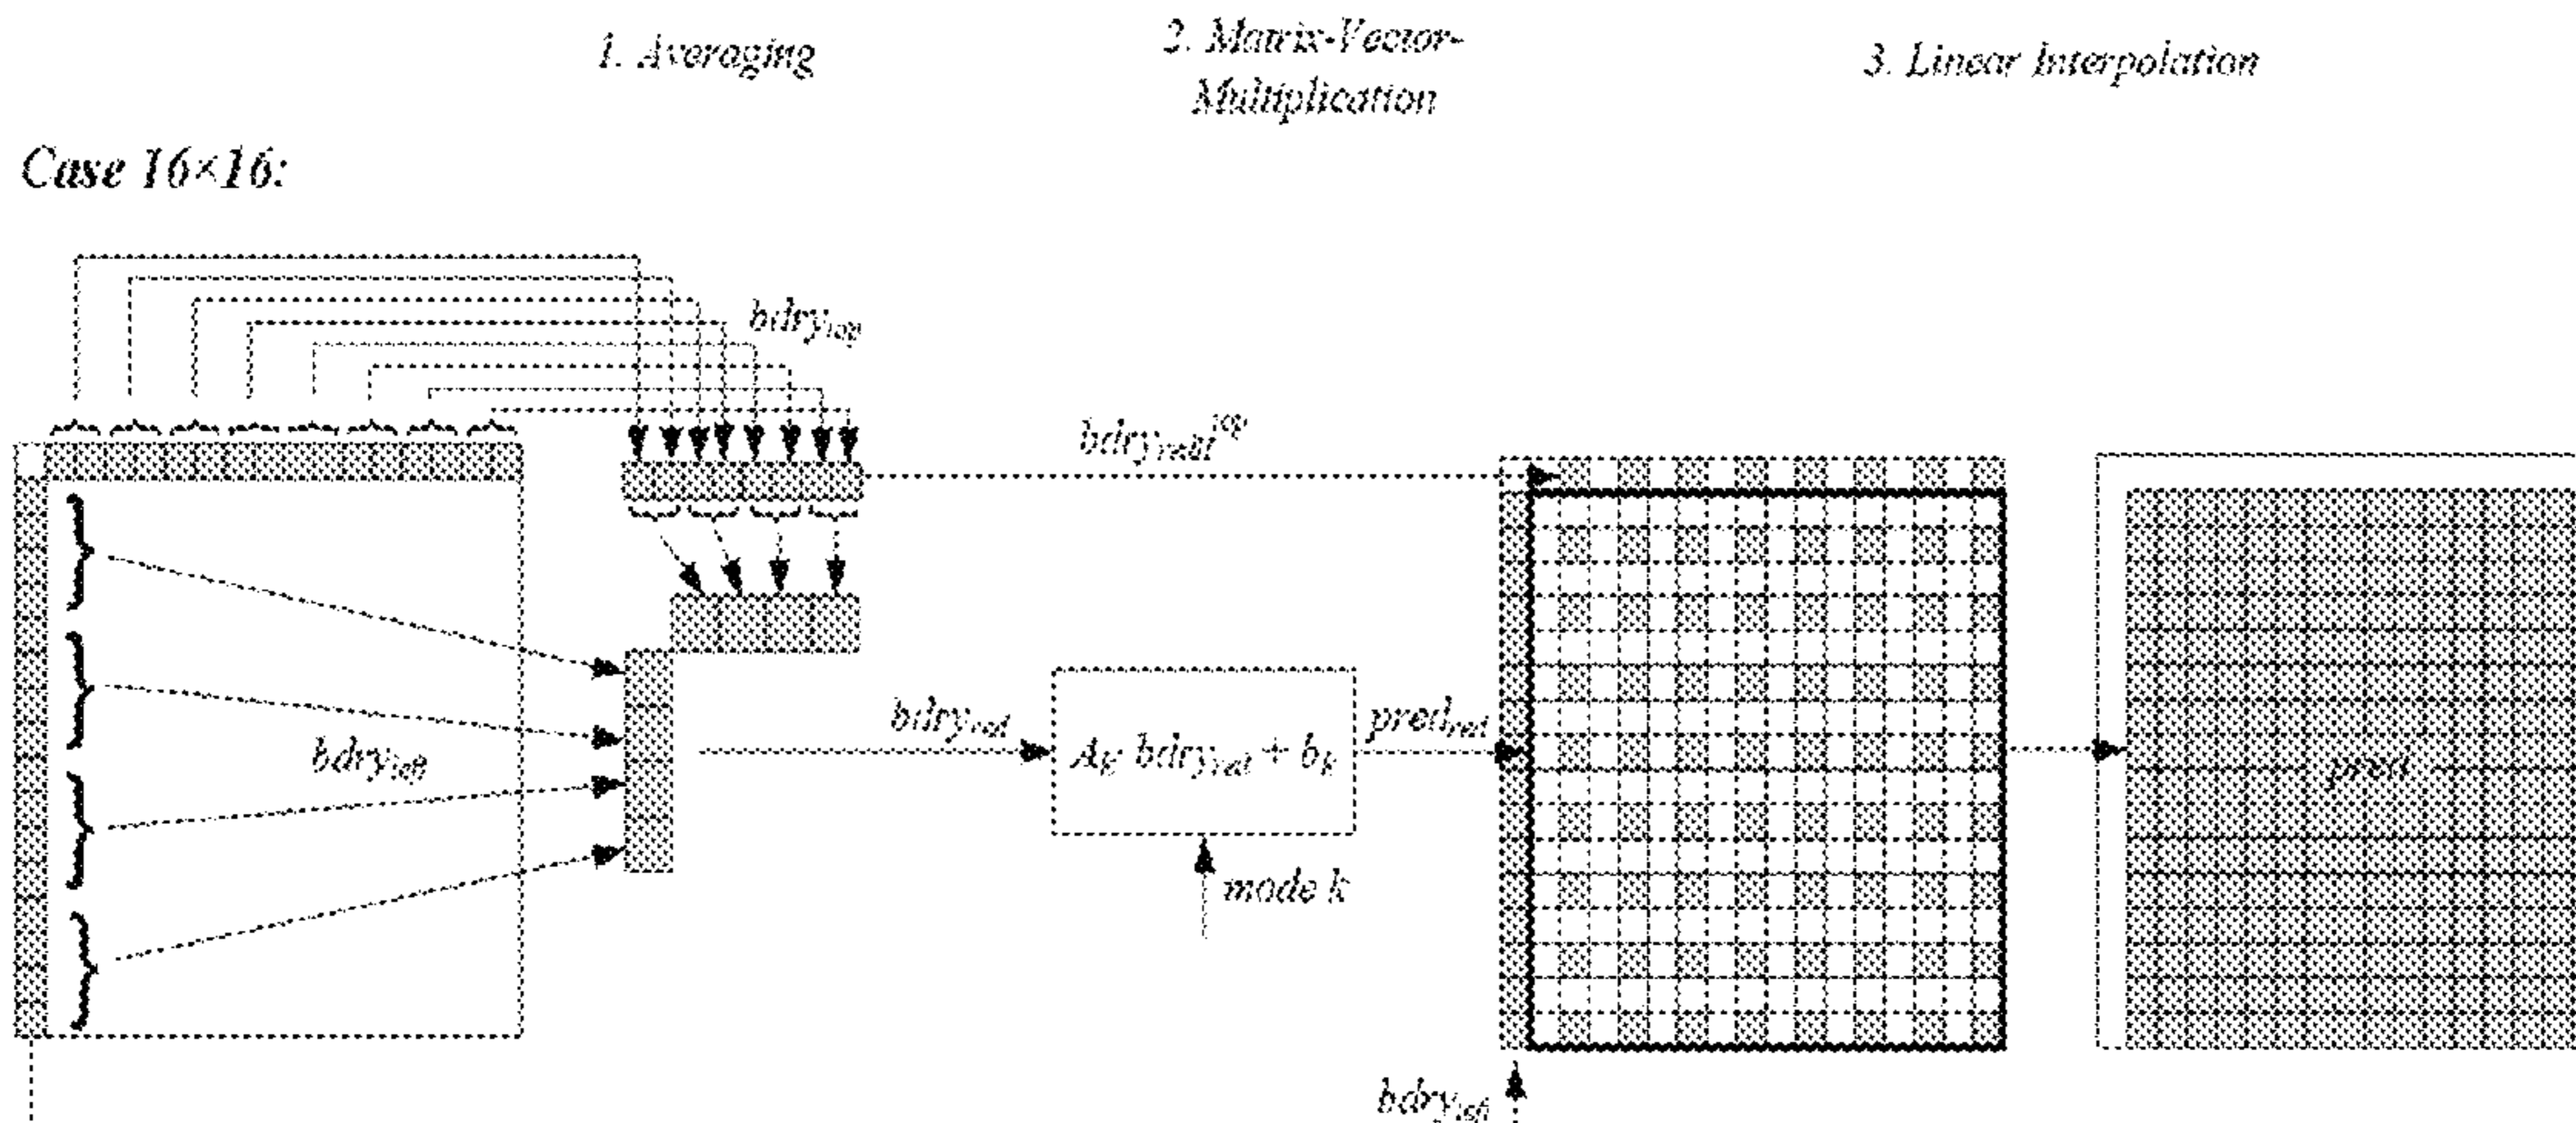 1. Averaging
2. Matrix-Vector-
Multiplication
3. Linear Interpolation
Case 16×16:
bdry_top
bdry_redII^top
bdry_left
bdry_red
A_k bdry_red + b_k
pred_red
pred
mode k
bdry_left